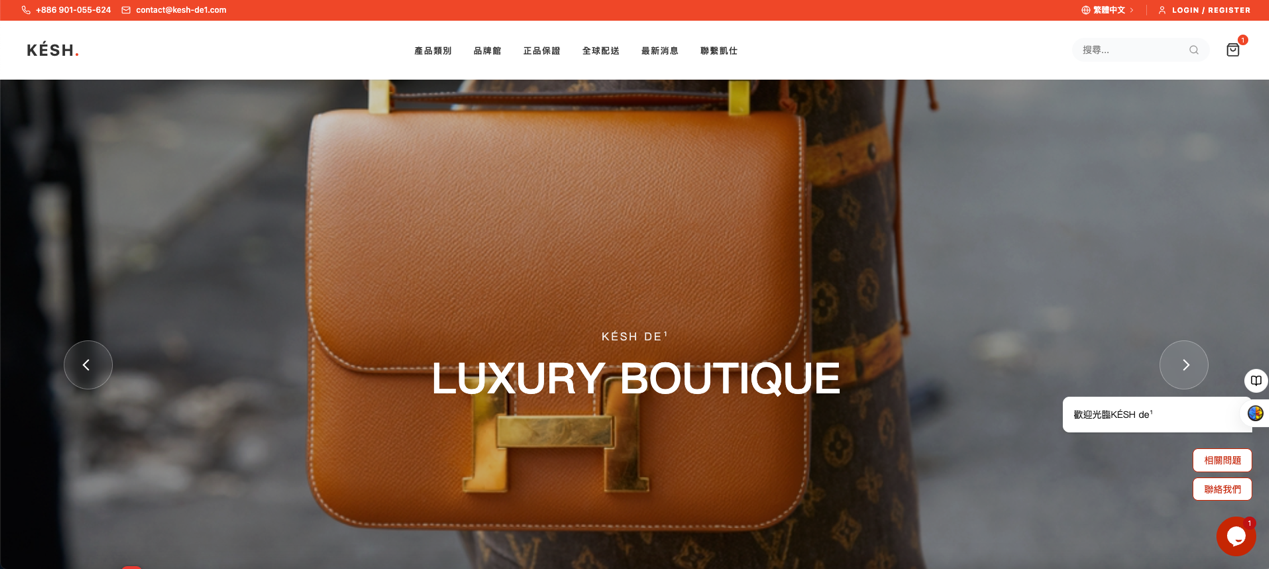 +886 901-055-624
contact@kesh-de1.com
繁體中文
LOGIN / REGISTER
KÉSH.
產品類別
品牌館
正品保證
全球配送
最新消息
聯繫凱仕
搜尋...
1
KÉSH DE¹
LUXURY BOUTIQUE
歡迎光臨KÉSH de¹
相關問題
聯絡我們
1